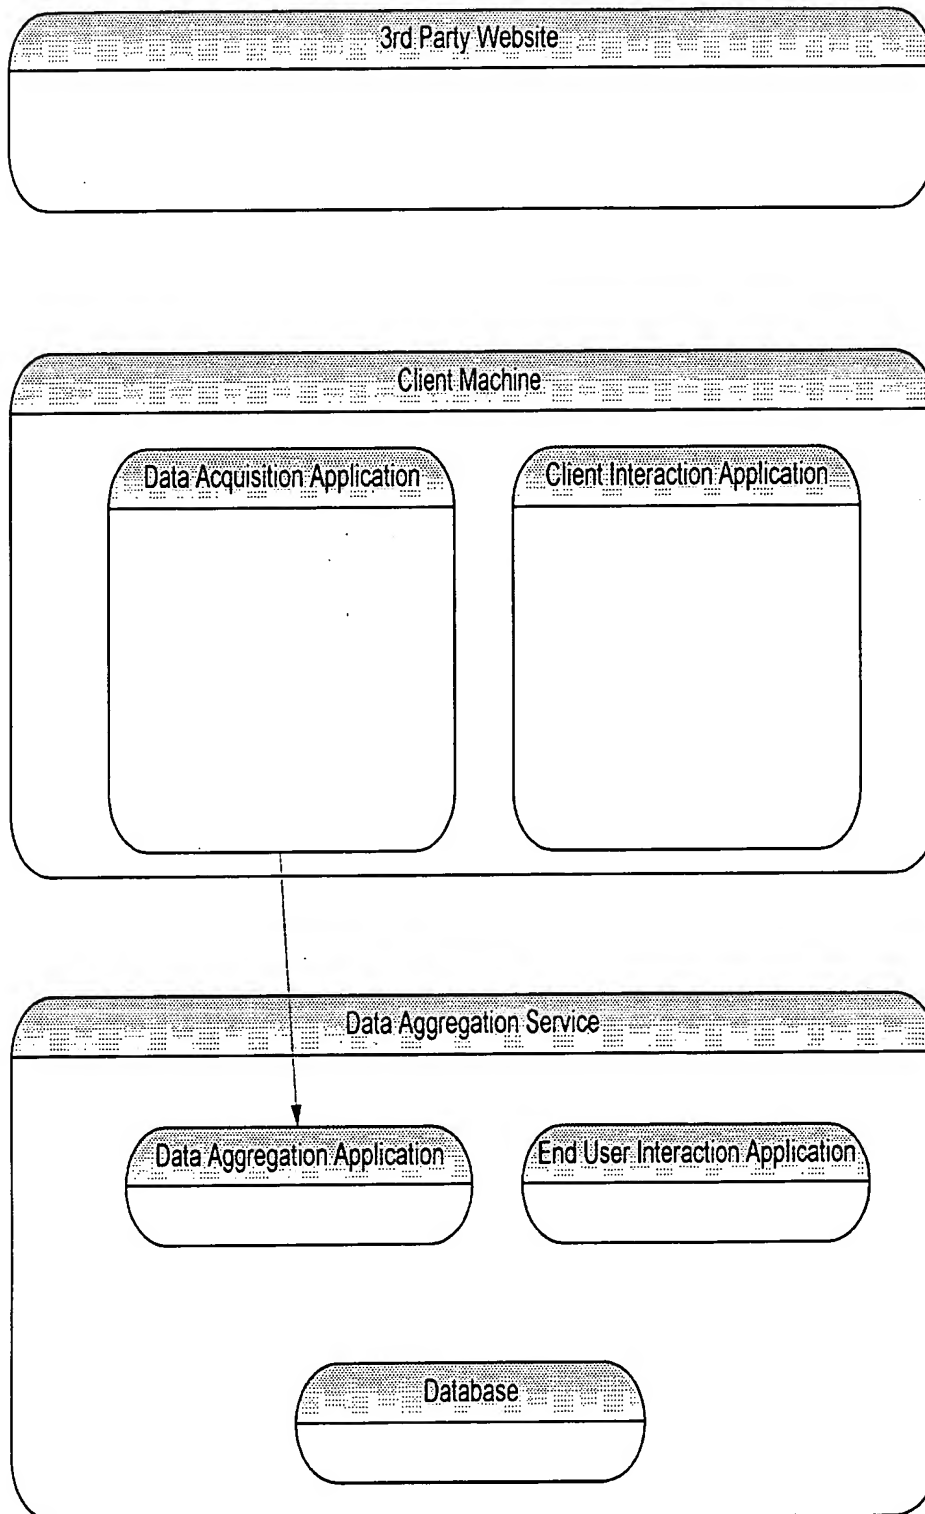 3rd Party Website
Client Machine
Data Acquisition Application
Client Interaction Application
Data Aggregation Service
Data Aggregation Application
End User Interaction Application
Database